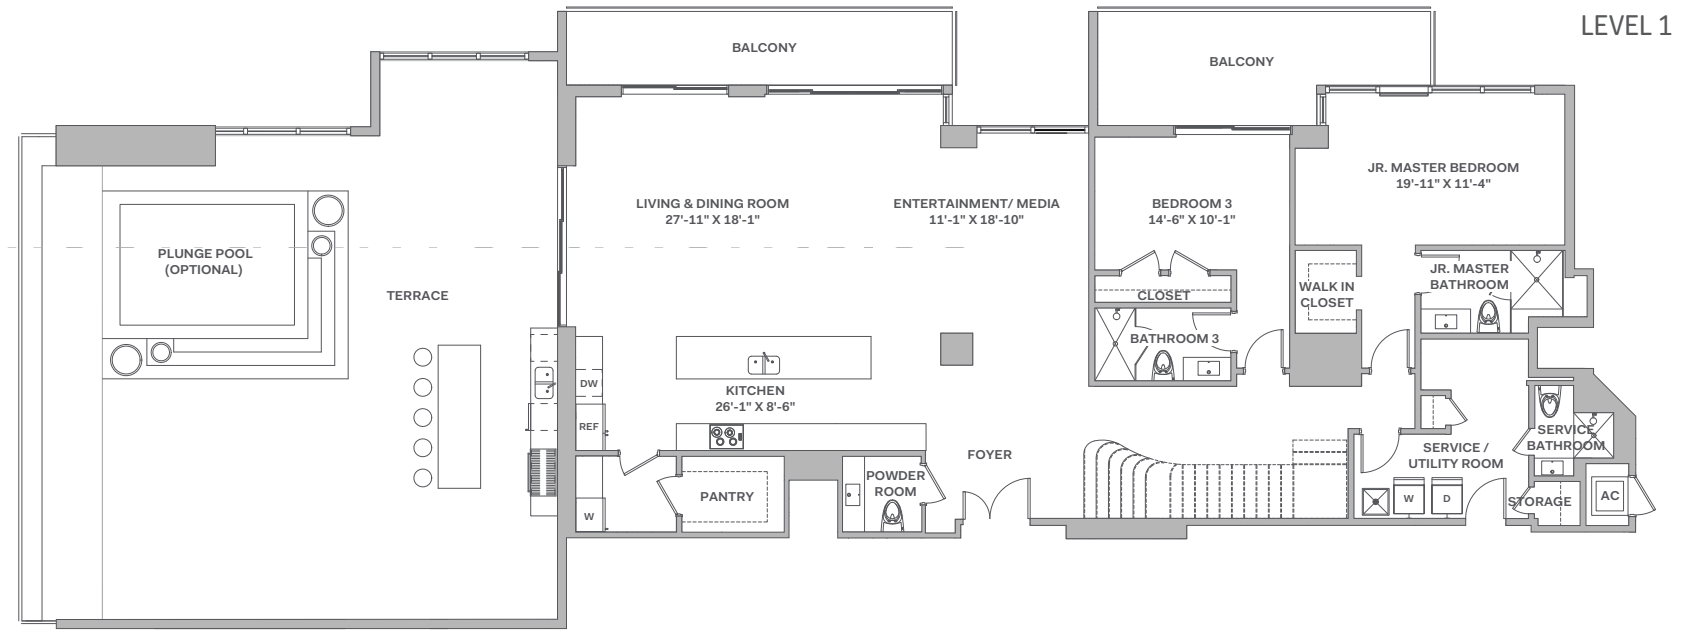 LEVEL 1
BALCONY
BALCONY
JR. MASTER BEDROOM
19'-11" X 11'-4"
LIVING & DINING ROOM
27'-11" X 18'-1"
ENTERTAINMENT/ MEDIA
11'-1" X 18'-10"
BEDROOM 3
14'-6" X 10'-1"
PLUNGE POOL
(OPTIONAL)
TERRACE
CLOSET
WALK IN
CLOSET
JR. MASTER
BATHROOM
BATHROOM 3
DW
KITCHEN
26'-1" X 8'-6"
REF
FOYER
SERVICE /
UTILITY ROOM
SERVICE
BATHROOM
POWDER
ROOM
PANTRY
W
W
D
STORAGE
AC